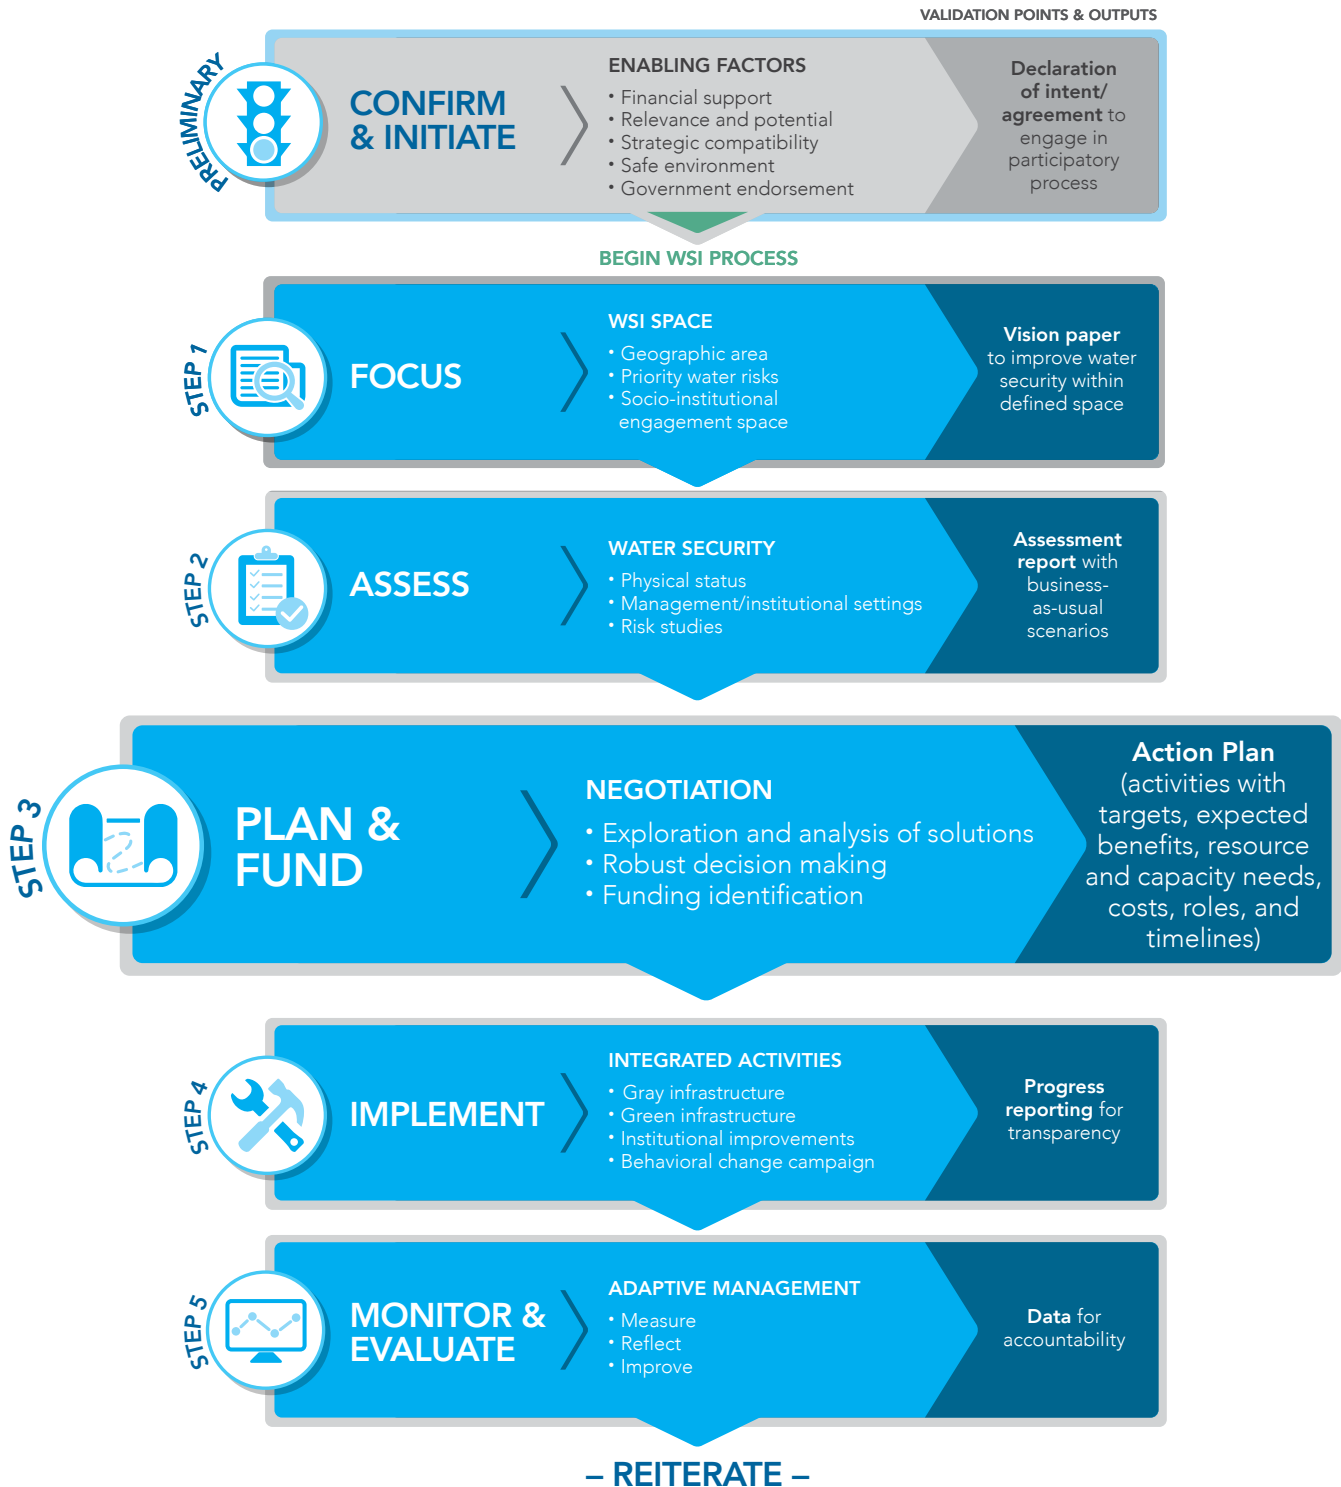 VALIDATION POINTS & OUTPUTS
PRELIMINARY
CONFIRM
& INITIATE
ENABLING FACTORS
• Financial support
• Relevance and potential
• Strategic compatibility
• Safe environment
• Government endorsement
Declaration
of intent/
agreement to
engage in
participatory
process
BEGIN WSI PROCESS
STEP 1
FOCUS
WSI SPACE
• Geographic area
• Priority water risks
• Socio-institutional
engagement space
Vision paper
to improve water
security within
defined space
STEP 2
ASSESS
WATER SECURITY
• Physical status
• Management/institutional settings
• Risk studies
Assessment
report with
business-
as-usual
scenarios
STEP 3
PLAN &
FUND
NEGOTIATION
• Exploration and analysis of solutions
• Robust decision making
• Funding identification
Action Plan
(activities with
targets, expected
benefits, resource
and capacity needs,
costs, roles, and
timelines)
STEP 4
IMPLEMENT
INTEGRATED ACTIVITIES
• Gray infrastructure
• Green infrastructure
• Institutional improvements
• Behavioral change campaign
Progress
reporting for
transparency
STEP 5
MONITOR &
EVALUATE
ADAPTIVE MANAGEMENT
• Measure
• Reflect
• Improve
Data for
accountability
– REITERATE –